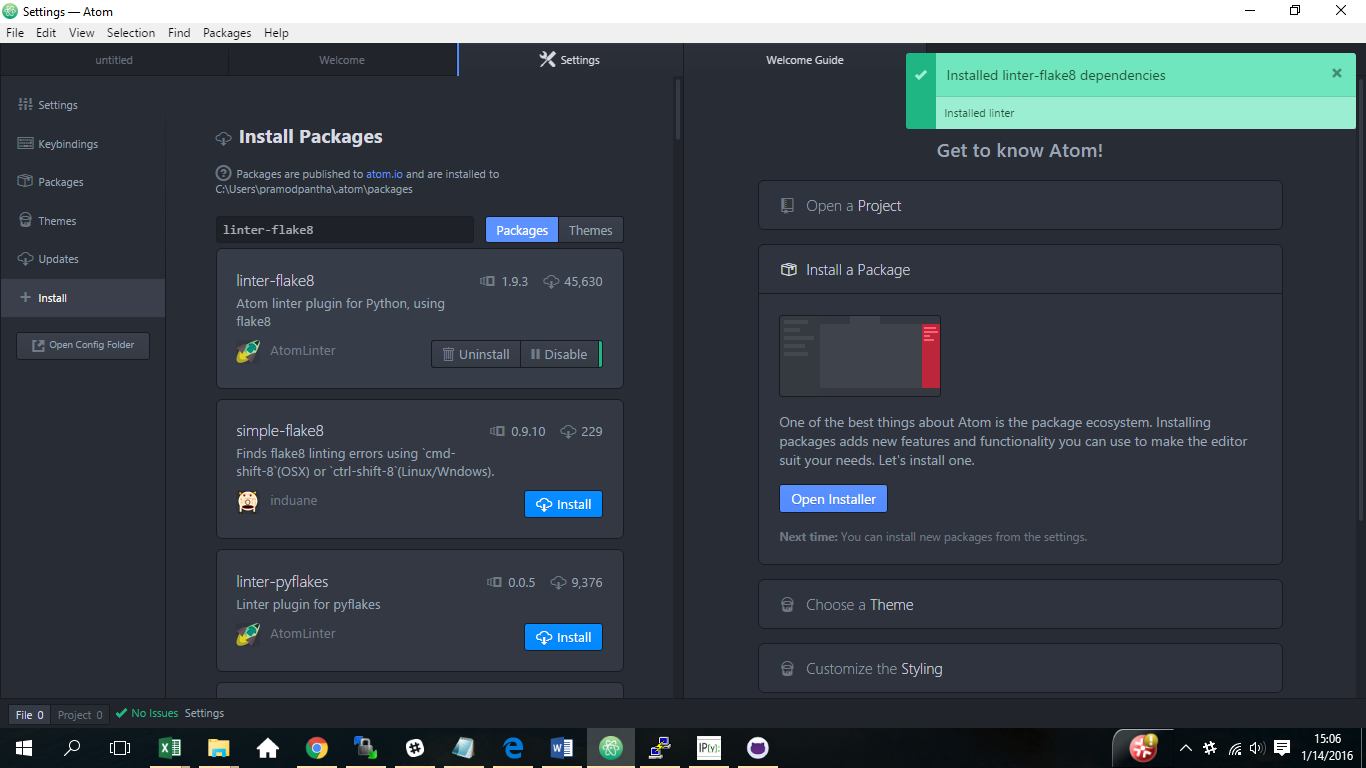 Settings — Atom
File Edit View Selection Find Packages Help
untitled
Welcome
Settings
Welcome Guide
Installed linter-flake8 dependencies
Installed linter
Settings
Keybindings
Packages
Themes
Updates
Install
Open Config Folder
Install Packages
Packages are published to atom.io and are installed to
C:\Users\pramodpantha\.atom\packages
linter-flake8
Packages Themes
linter-flake8 1.9.3 45,630
Atom linter plugin for Python, using
flake8
AtomLinter
Uninstall Disable
simple-flake8 0.9.10 229
Finds flake8 linting errors using `cmd-
shift-8`(OSX) or `ctrl-shift-8`(Linux/Wndows).
induane
Install
linter-pyflakes 0.0.5 9,376
Linter plugin for pyflakes
AtomLinter
Install
Get to know Atom!
Open a Project
Install a Package
One of the best things about Atom is the package ecosystem. Installing
packages adds new features and functionality you can use to make the editor
suit your needs. Let's install one.
Open Installer
Next time: You can install new packages from the settings.
Choose a Theme
Customize the Styling
File 0 Project 0 No Issues Settings
IP[y]:
15:06
1/14/2016